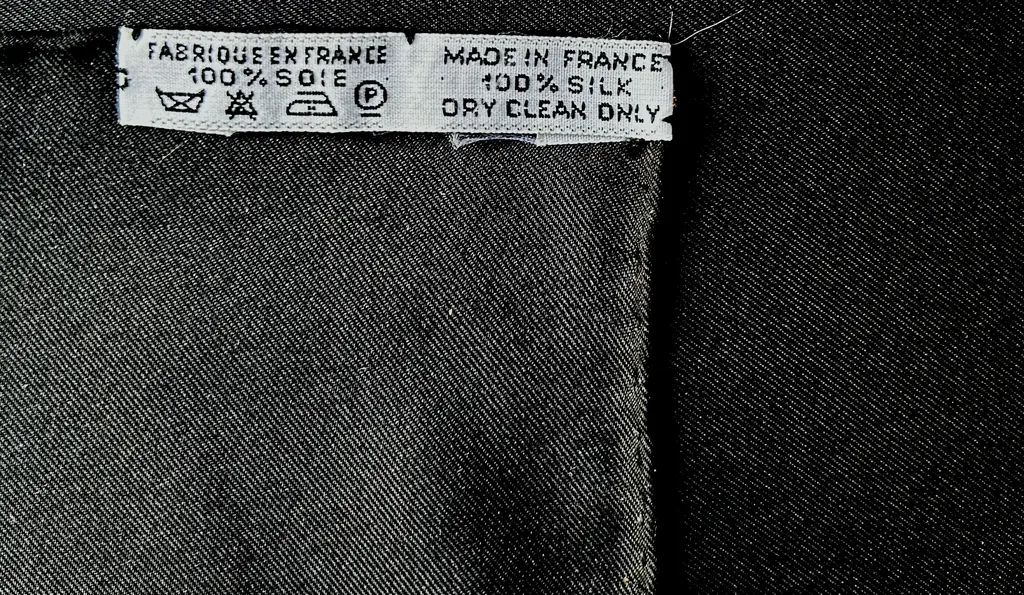 FABRIQUE EN FRANCE
100% SOIE
P
MADE IN FRANCE
100% SILK
DRY CLEAN ONLY